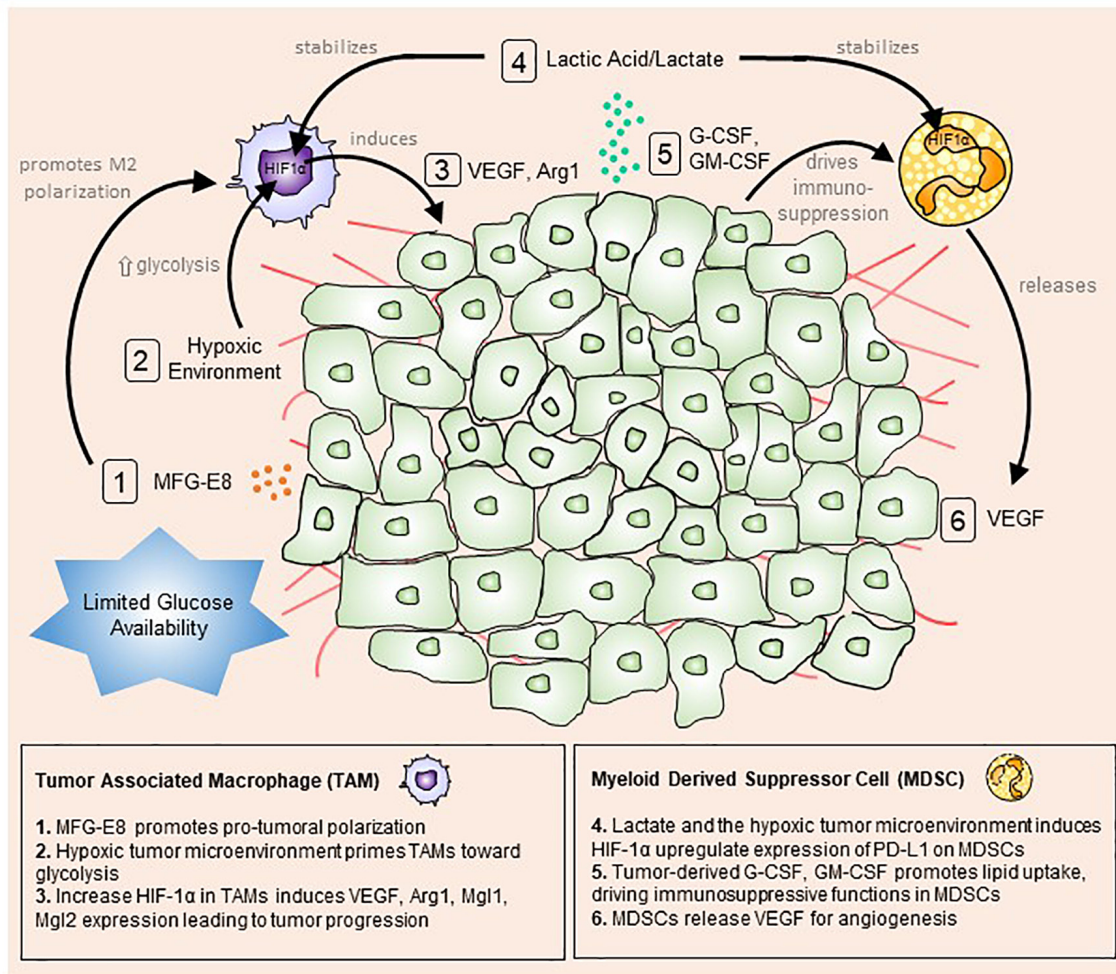 stabilizes
4 Lactic Acid/Lactate
stabilizes
promotes M2
polarization
HIF1α
induces
3 VEGF, Arg1
5 G-CSF,
GM-CSF
drives
immuno-
suppression
HIF1α
⇧ glycolysis
releases
2 Hypoxic
Environment
1 MFG-E8
6 VEGF
Limited Glucose
Availability
Tumor Associated Macrophage (TAM)
1. MFG-E8 promotes pro-tumoral polarization
2. Hypoxic tumor microenvironment primes TAMs toward
glycolysis
3. Increase HIF-1α in TAMs induces VEGF, Arg1, Mgl1,
Mgl2 expression leading to tumor progression
Myeloid Derived Suppressor Cell (MDSC)
4. Lactate and the hypoxic tumor microenvironment induces
HIF-1α upregulate expression of PD-L1 on MDSCs
5. Tumor-derived G-CSF, GM-CSF promotes lipid uptake,
driving immunosuppressive functions in MDSCs
6. MDSCs release VEGF for angiogenesis